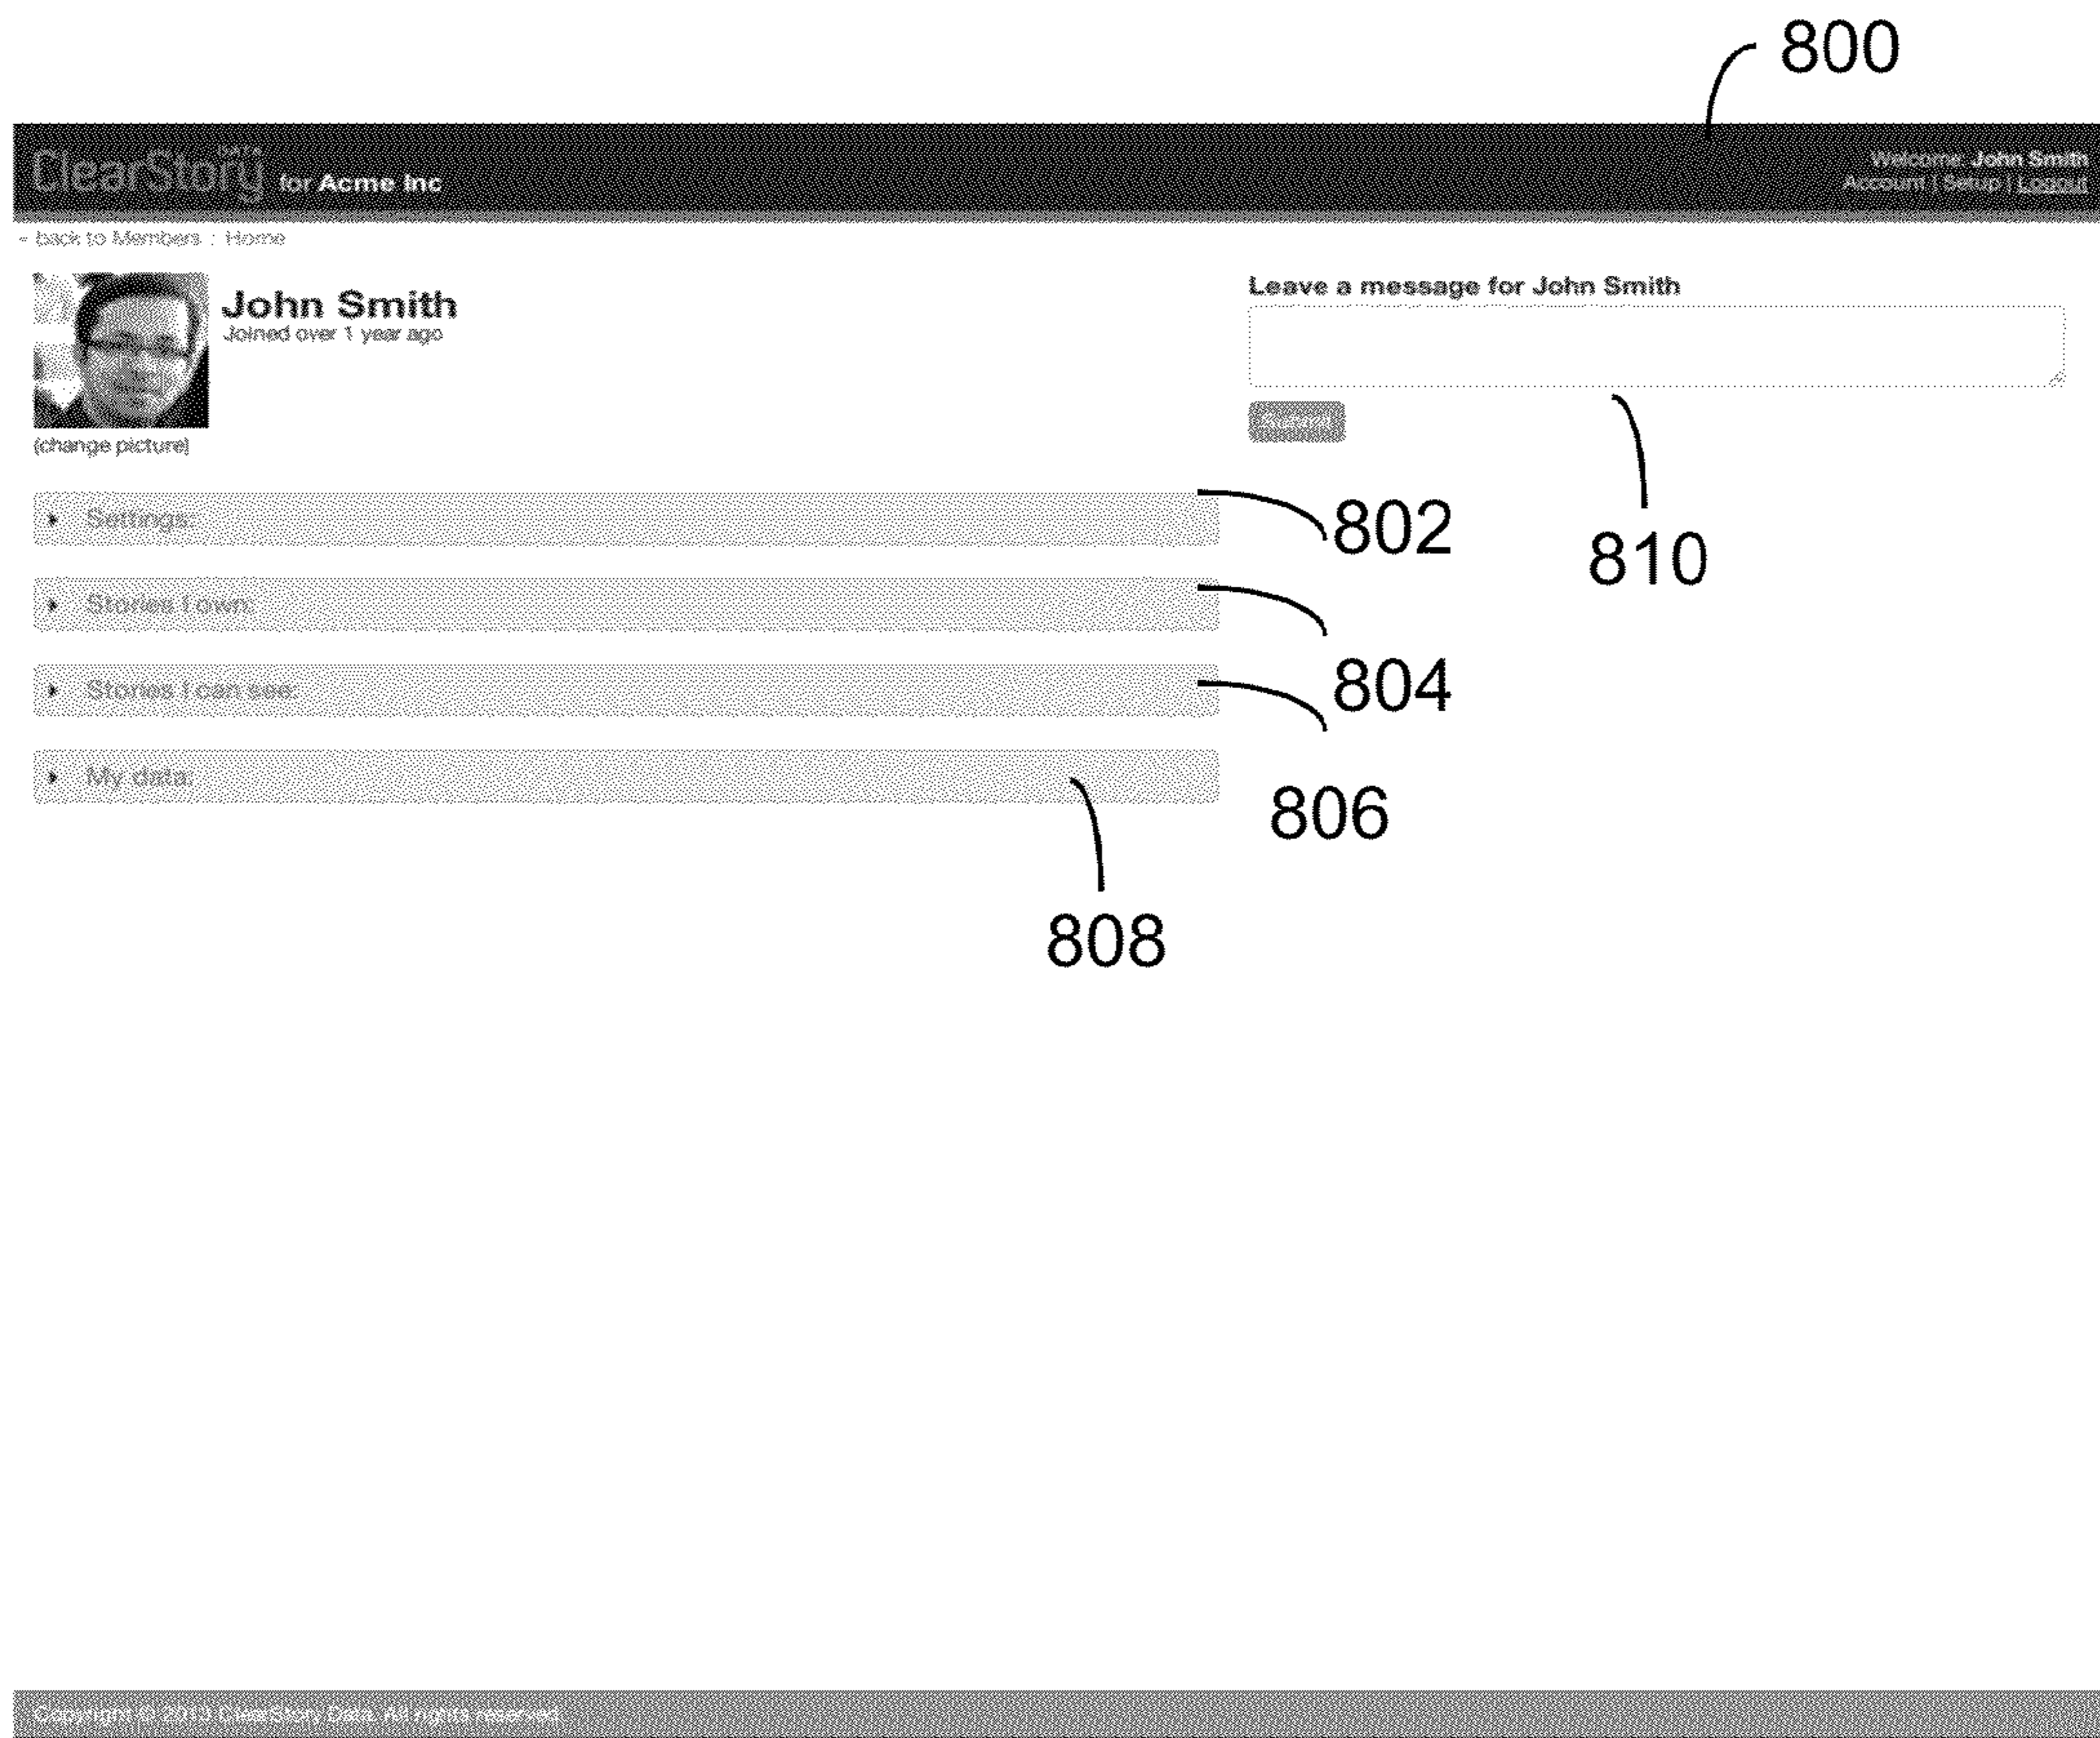 800
ClearStory DATA for Acme Inc
Welcome John Smith
Account | Setup | Logout
back to Members : Home
John Smith
Joined over 1 year ago
(change picture)
Leave a message for John Smith
810
Settings:
802
Stories I own:
804
Stories I can see:
806
My data:
808
Copyright © 2013 ClearStory Data. All rights reserved.